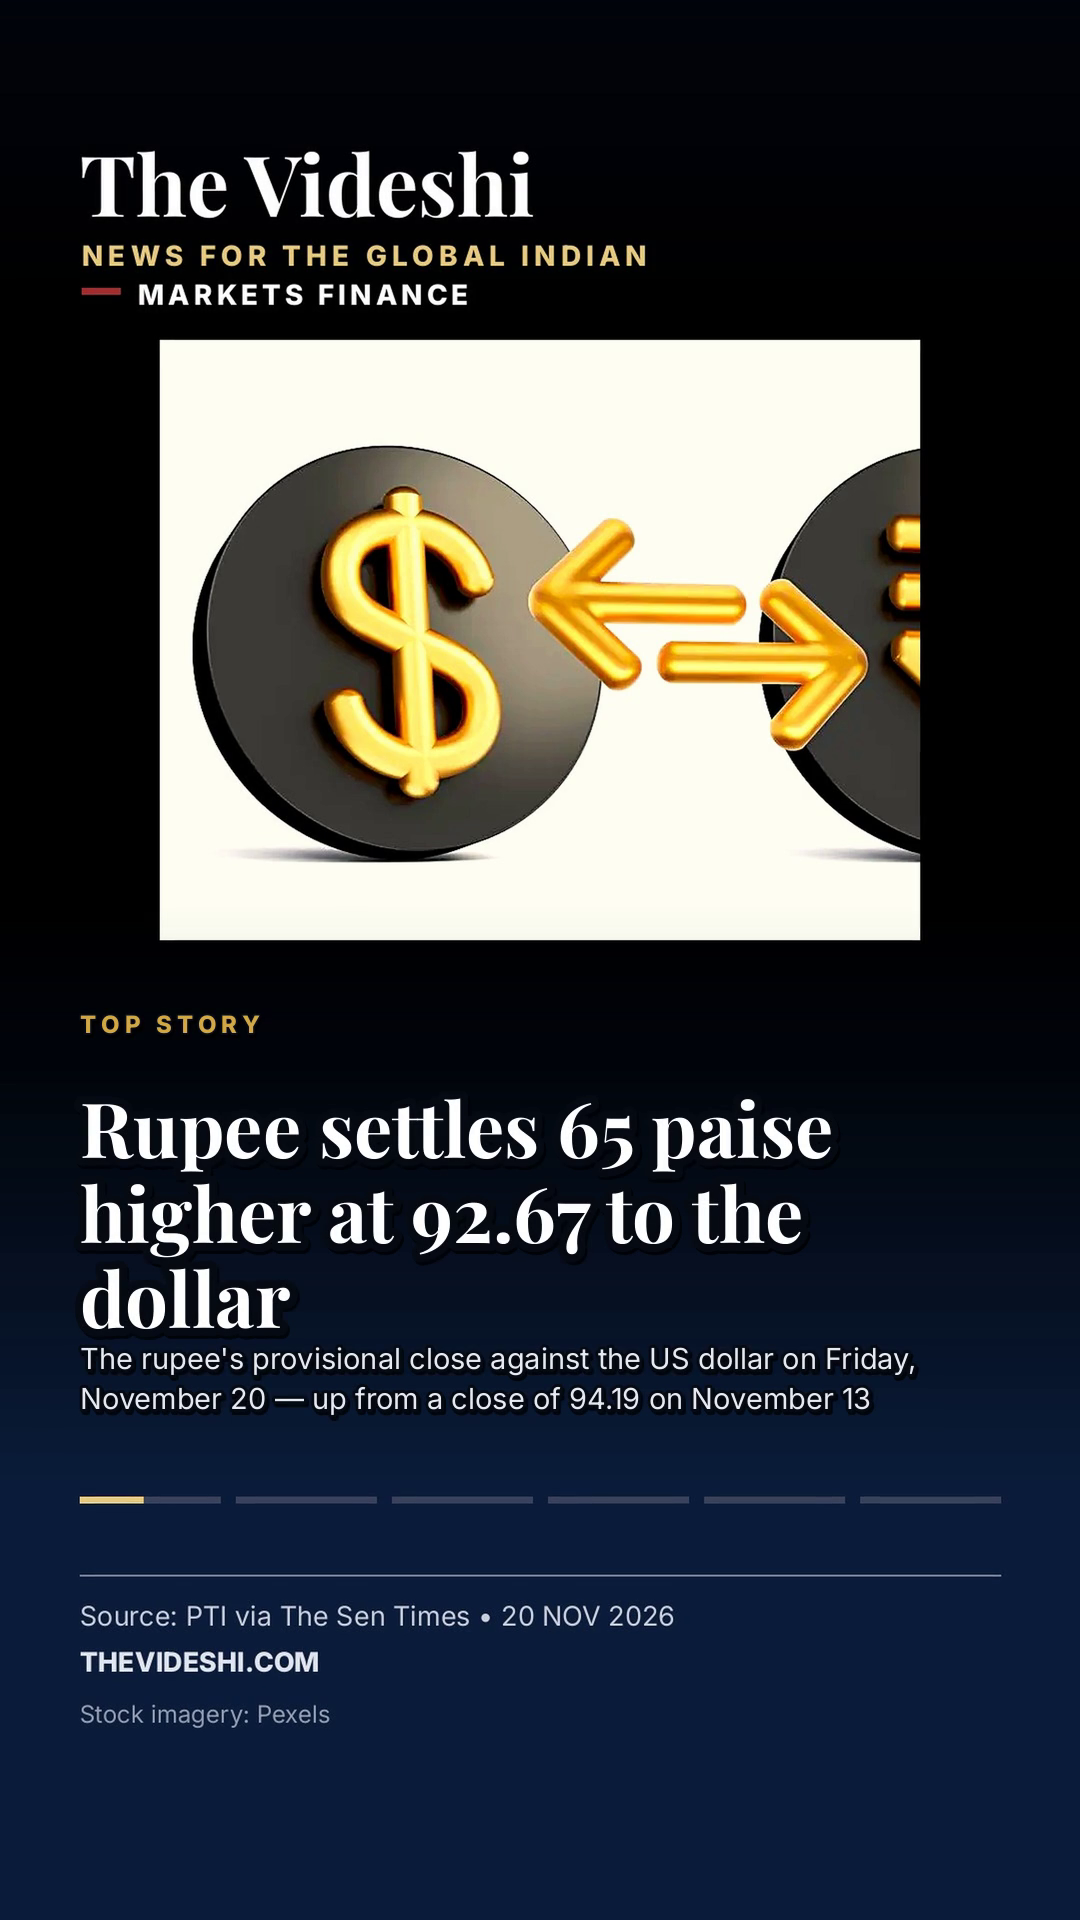 The Videshi
NEWS FOR THE GLOBAL INDIAN
MARKETS FINANCE
$
TOP STORY
Rupee settles 65 paise
higher at 92.67 to the
dollar
The rupee's provisional close against the US dollar on Friday,
November 20 — up from a close of 94.19 on November 13
Source: PTI via The Sen Times • 20 NOV 2026
THEVIDESHI.COM
Stock imagery: Pexels